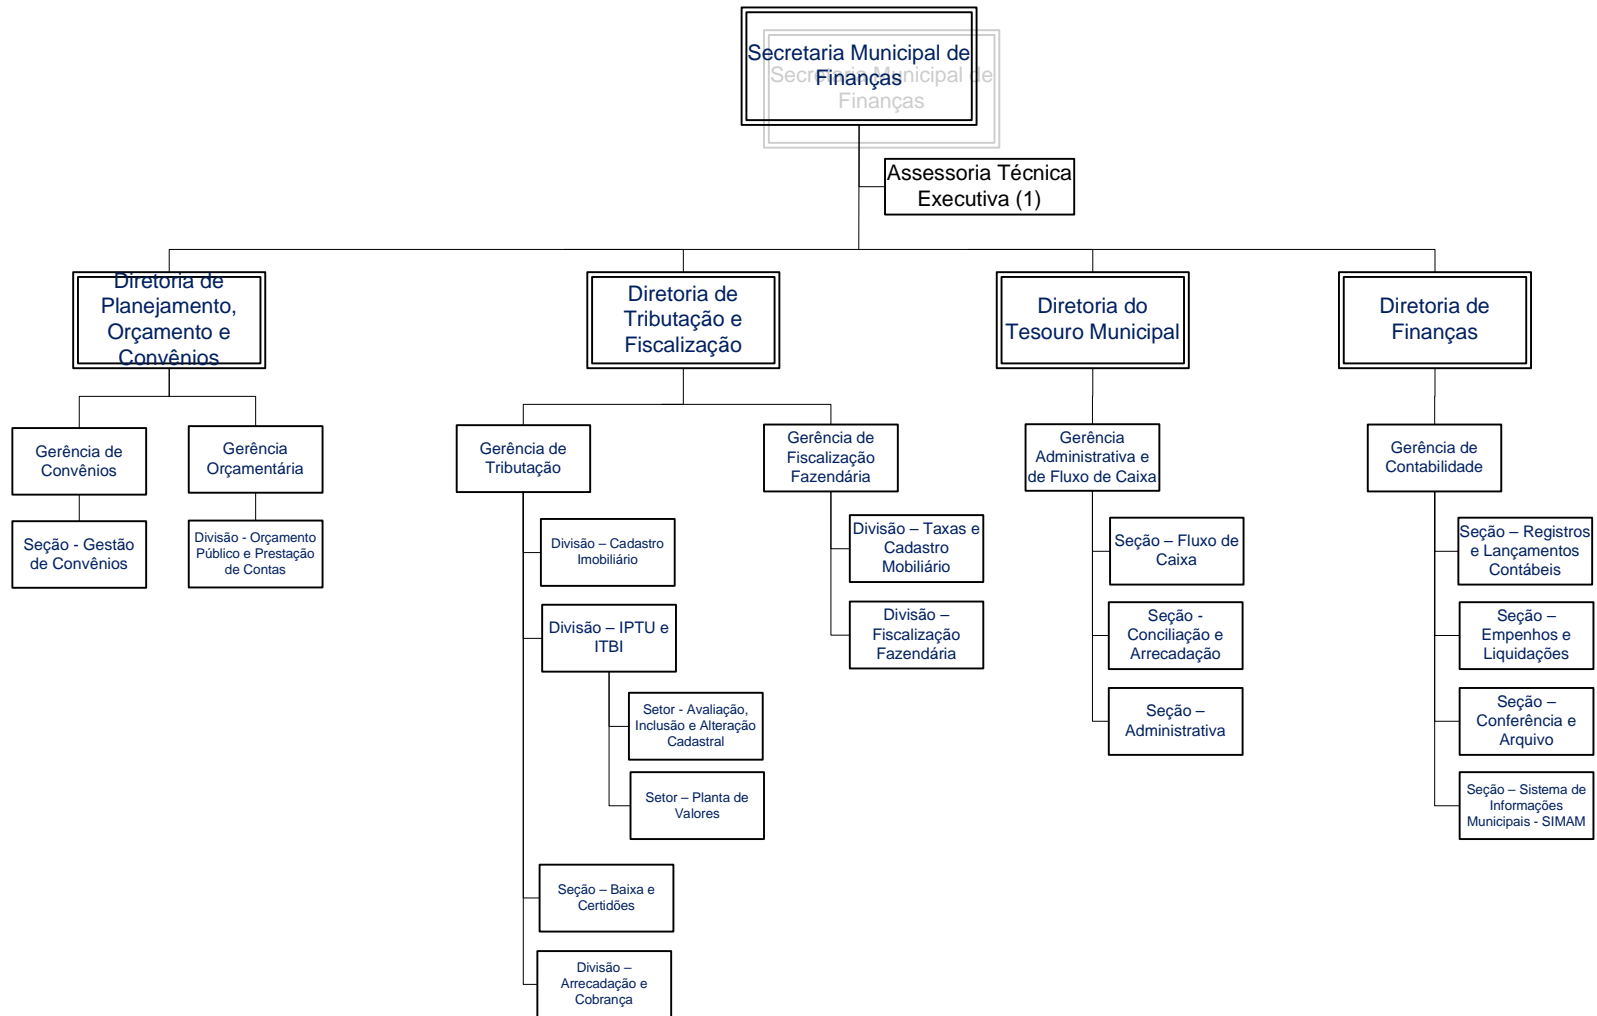 Secretaria Municipal de
Finanças
Secretaria Municipal de
Finanças
Assessoria Técnica
Executiva (1)
Diretoria de
Planejamento,
Orçamento e
Convênios
Diretoria de
Tributação e
Fiscalização
Diretoria do
Tesouro Municipal
Diretoria de
Finanças
Gerência de
Convênios
Gerência
Orçamentária
Gerência de
Tributação
Gerência de
Fiscalização
Fazendária
Gerência
Administrativa e
de Fluxo de Caixa
Gerência de
Contabilidade
Seção - Gestão
de Convênios
Divisão - Orçamento
Público e Prestação
de Contas
Divisão – Cadastro
Imobiliário
Divisão – Taxas e
Cadastro
Mobiliário
Seção – Fluxo de
Caixa
Seção – Registros
e Lançamentos
Contábeis
Divisão – IPTU e
ITBI
Divisão –
Fiscalização
Fazendária
Seção -
Conciliação e
Arrecadação
Seção –
Empenhos e
Liquidações
Setor - Avaliação,
Inclusão e Alteração
Cadastral
Seção –
Administrativa
Seção –
Conferência e
Arquivo
Setor – Planta de
Valores
Seção – Sistema de
Informações
Municipais - SIMAM
Seção – Baixa e
Certidões
Divisão –
Arrecadação e
Cobrança